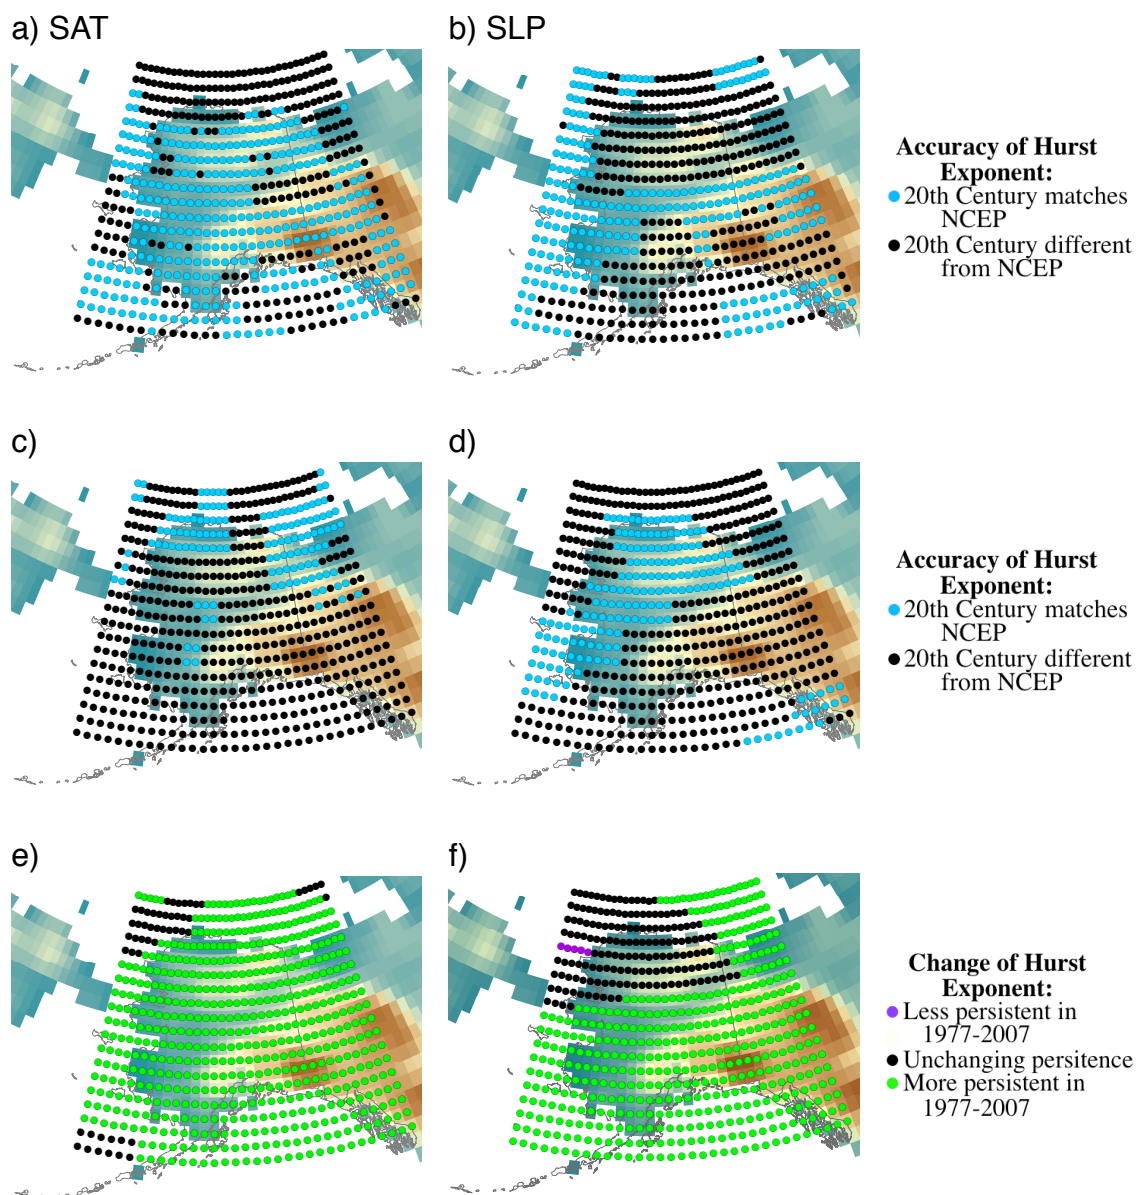 a) SAT
b) SLP
Accuracy of Hurst
Exponent:
20th Century matches
NCEP
20th Century different
from NCEP
c)
d)
Accuracy of Hurst
Exponent:
20th Century matches
NCEP
20th Century different
from NCEP
e)
f)
Change of Hurst
Exponent:
Less persistent in
1977-2007
Unchanging persitence
More persistent in
1977-2007